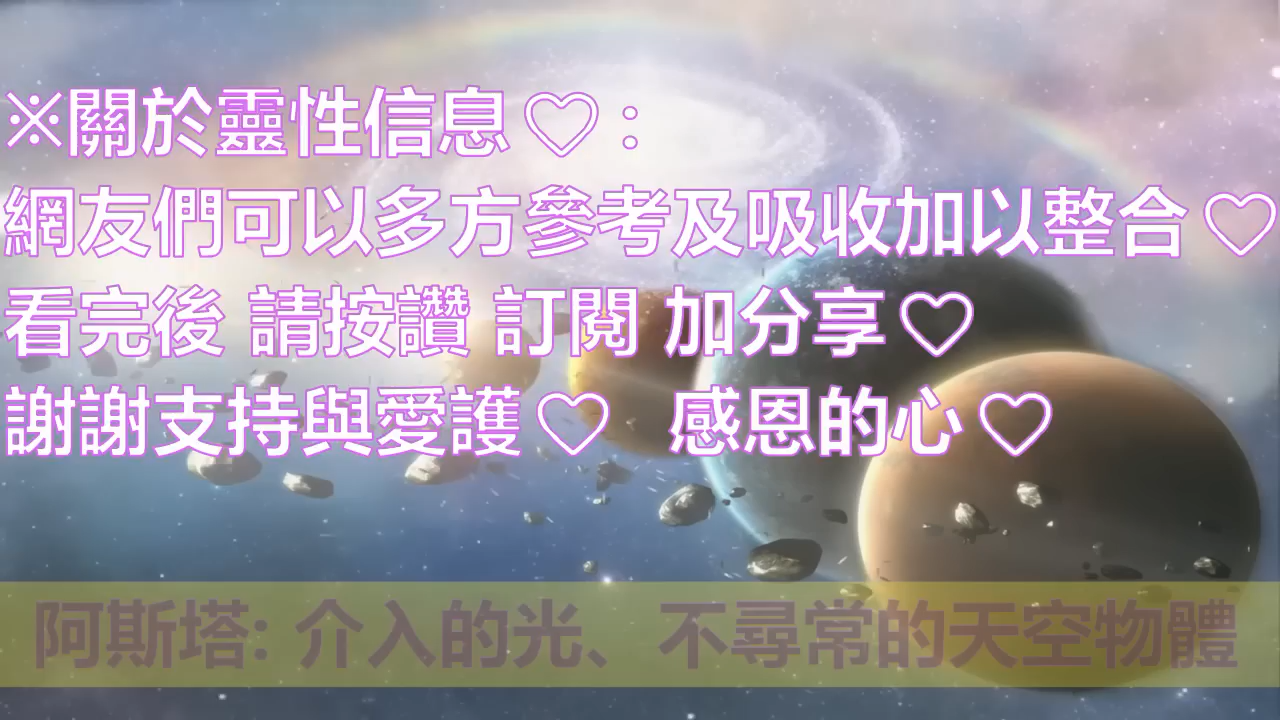 ※關於靈性信息♡:
網友們可以多方參考及吸收加以整合♡
看完後 請按讚 訂閱 加分享♡
謝謝支持與愛護♡ 感恩的心♡
阿斯塔: 介入的光、不尋常的天空物體